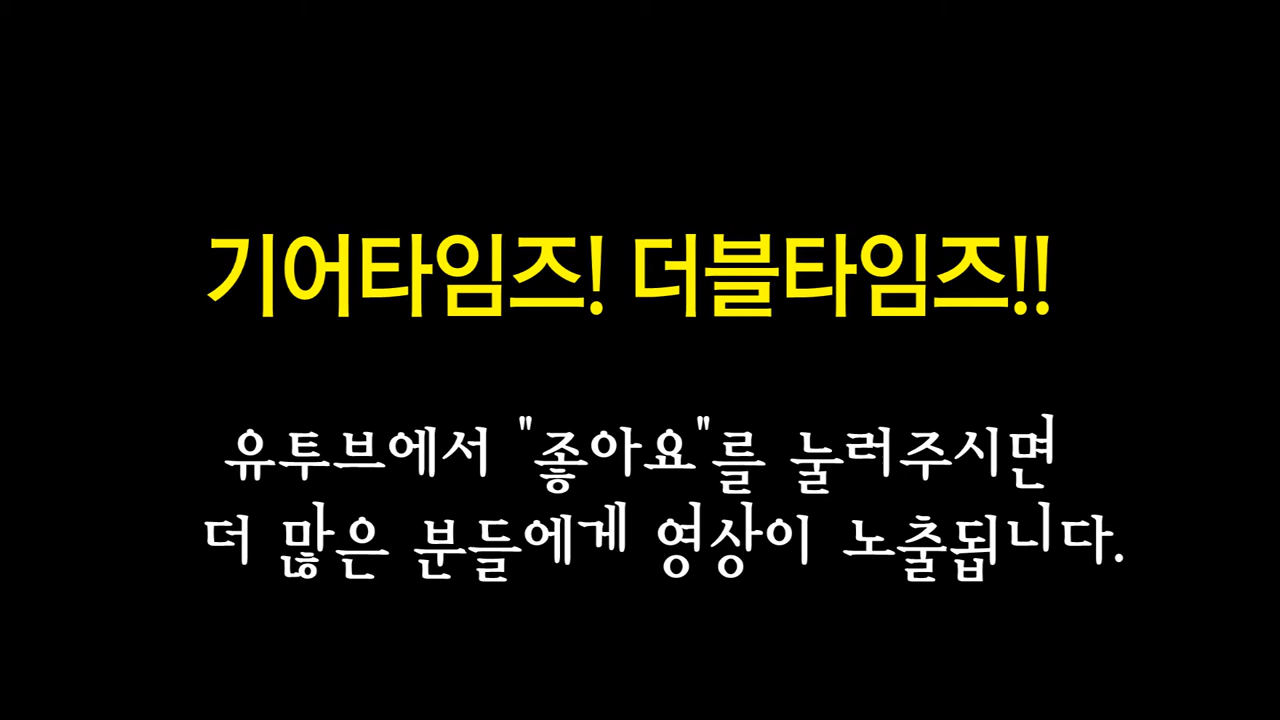 기어타임즈! 더블타임즈!!
유투브에서 "좋아요"를 눌러주시면
더 많은 분들에게 영상이 노출됩니다.